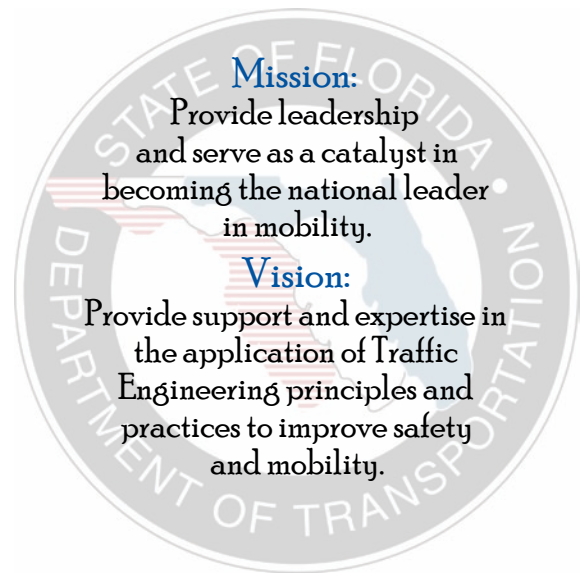 STATE OF FLORIDA
Mission:
Provide leadership
and serve as a catalyst in
becoming the national leader
in mobility.
Vision:
Provide support and expertise in
the application of Traffic
Engineering principles and
practices to improve safety
and mobility.
DEPARTMENT OF TRANSPORTATION